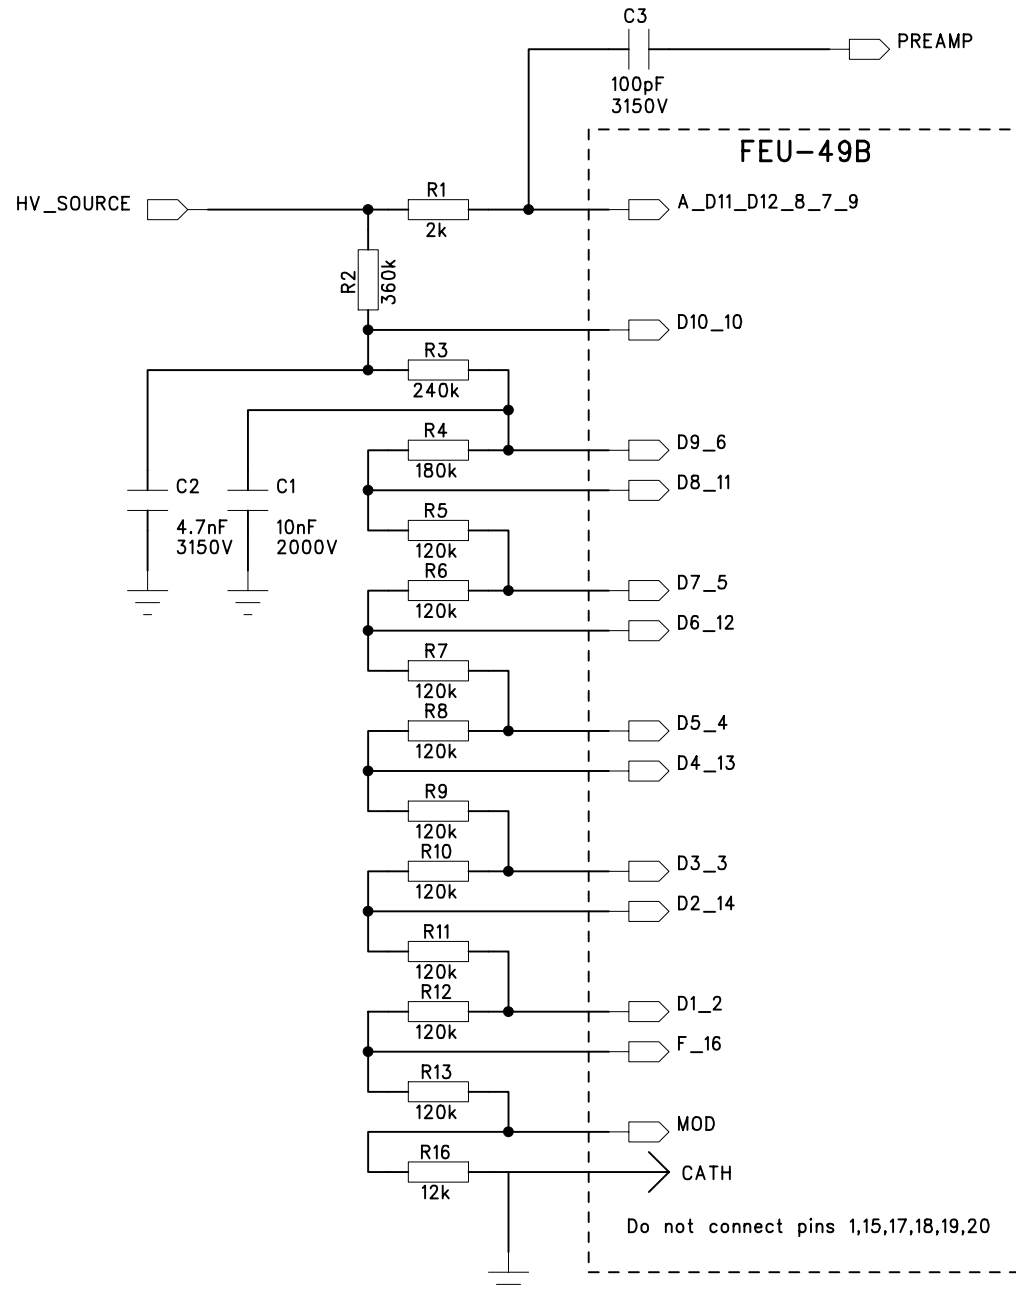 C3
PREAMP
100pF
3150V
FEU-49B
HV_SOURCE
R1
2k
A_D11_D12_8_7_9
R2
360k
D10_10
R3
240k
R4
180k
D9_6
D8_11
C2
4.7nF
3150V
C1
10nF
2000V
R5
120k
R6
120k
D7_5
D6_12
R7
120k
R8
120k
D5_4
D4_13
R9
120k
R10
120k
D3_3
D2_14
R11
120k
R12
120k
D1_2
F_16
R13
120k
MOD
R16
12k
CATH
Do not connect pins 1,15,17,18,19,20